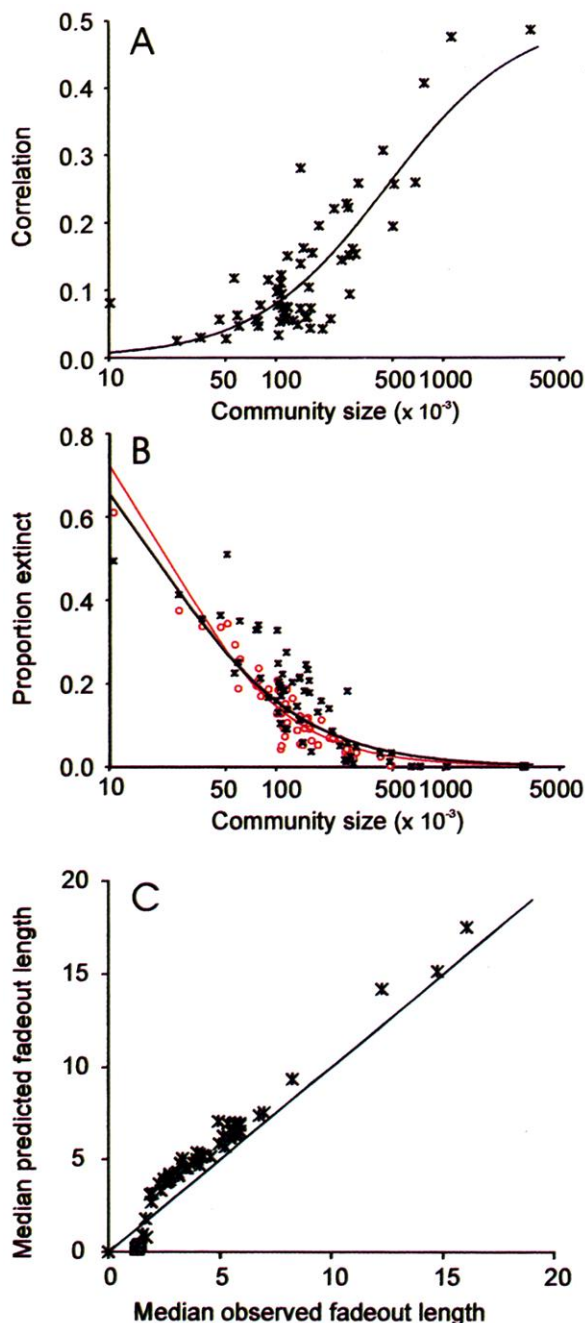 A
0.5
0.4
0.3
0.2
0.1
0.0
Correlation
10 50 100 500 1000 5000
Community size (x 10⁻³)
B
0.8
0.6
0.4
0.2
0.0
Proportion extinct
10 50 100 500 1000 5000
Community size (x 10⁻³)
C
20
15
10
5
0
Median predicted fadeout length
0 5 10 15 20
Median observed fadeout length